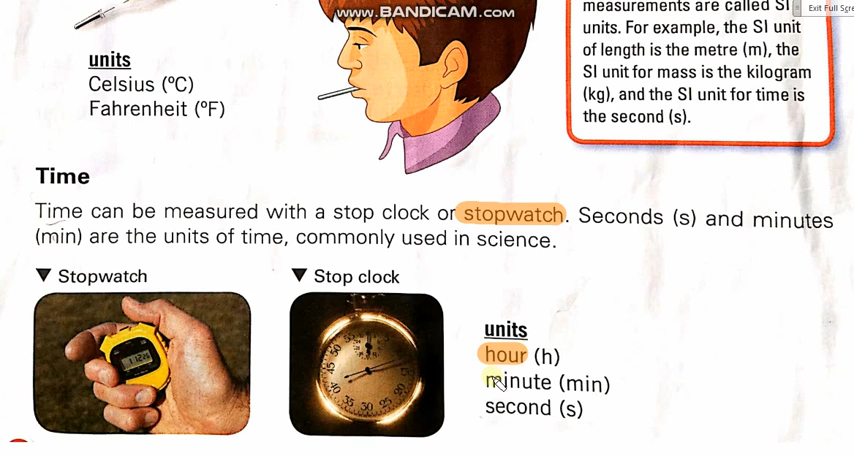 www.BANDICAM.com
Exit Full Scre
units
Celsius (ºC)
Fahrenheit (ºF)
measurements are called SI
units. For example, the SI unit
of length is the metre (m), the
SI unit for mass is the kilogram
(kg), and the SI unit for time is
the second (s).
Time
Time can be measured with a stop clock or stopwatch. Seconds (s) and minutes
(min) are the units of time, commonly used in science.
▼ Stopwatch
▼ Stop clock
units
hour (h)
minute (min)
second (s)